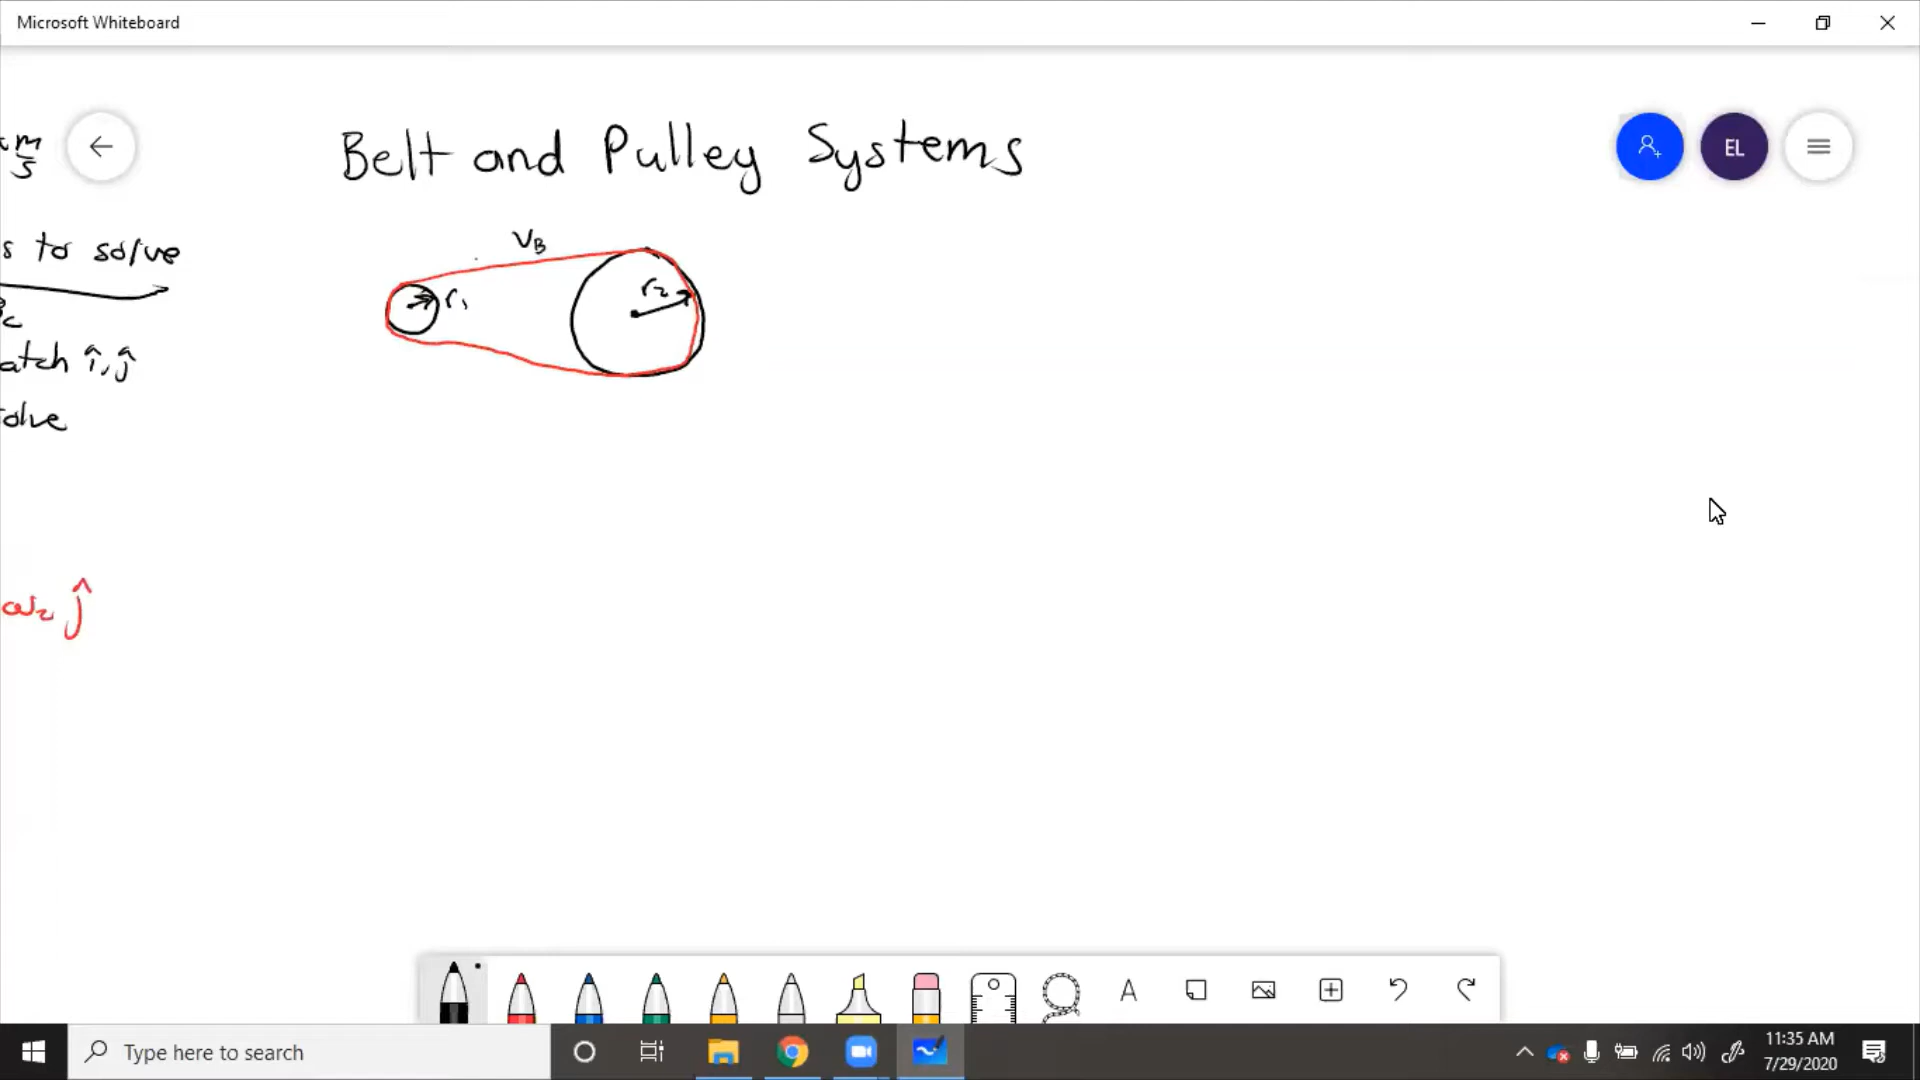 Microsoft Whiteboard
Belt and Pulley Systems
EL
m
s
s to solve
V_B
r_1
r_2
c
atch î, ĵ
olve
ω_2 ĵ
A
Type here to search
11:35 AM
7/29/2020